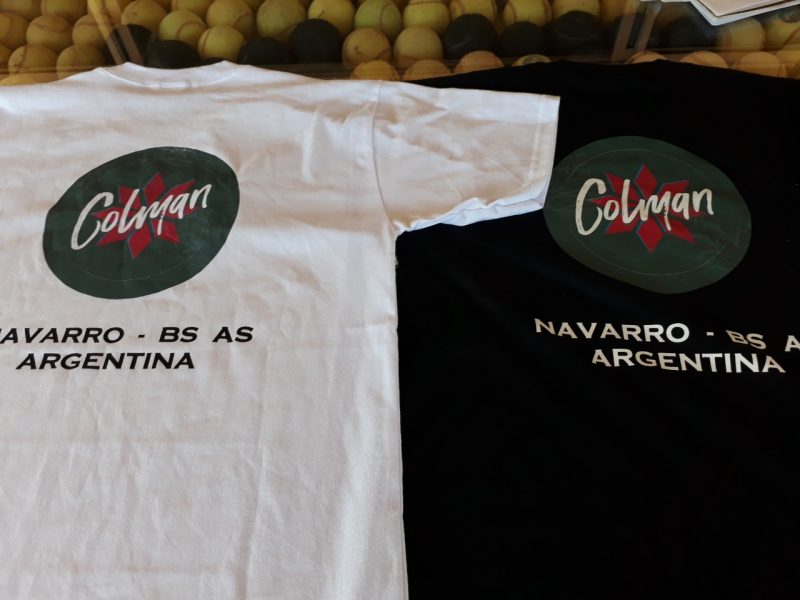 Colman
NAVARRO - BS AS
ARGENTINA
Colman
NAVARRO - BS A
ARGENTINA